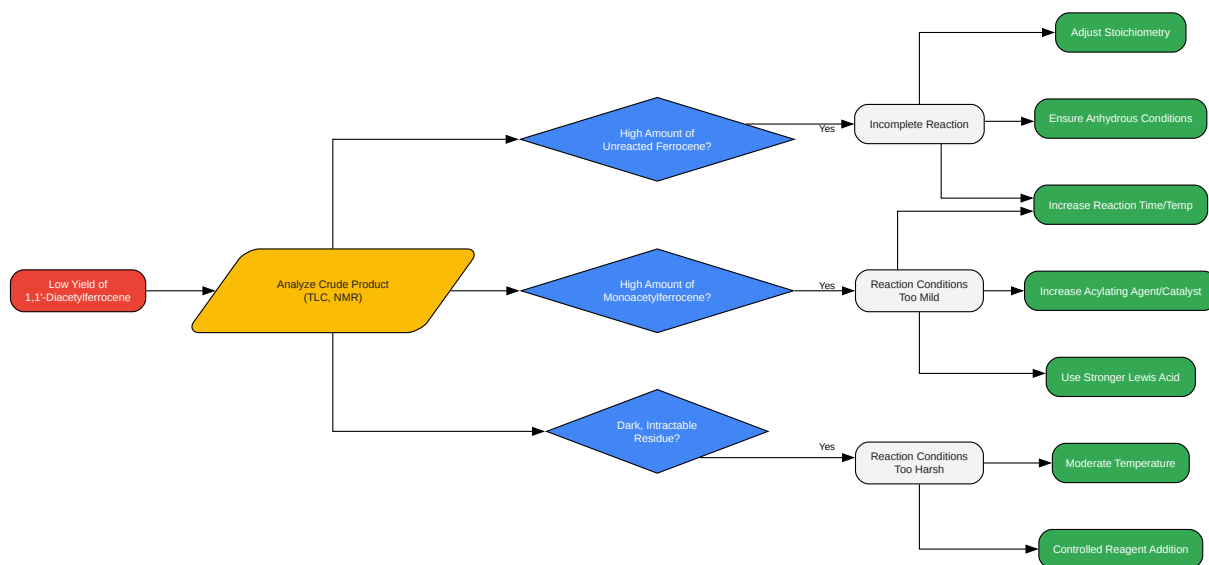 Low Yield of
1,1'-Diacetylferrocene
Analyze Crude Product
(TLC, NMR)
High Amount of
Unreacted Ferrocene?
Yes
Incomplete Reaction
Adjust Stoichiometry
Ensure Anhydrous Conditions
Increase Reaction Time/Temp
High Amount of
Monoacetylferrocene?
Yes
Reaction Conditions
Too Mild
Increase Acylating Agent/Catalyst
Use Stronger Lewis Acid
Dark, Intractable
Residue?
Yes
Reaction Conditions
Too Harsh
Moderate Temperature
Controlled Reagent Addition